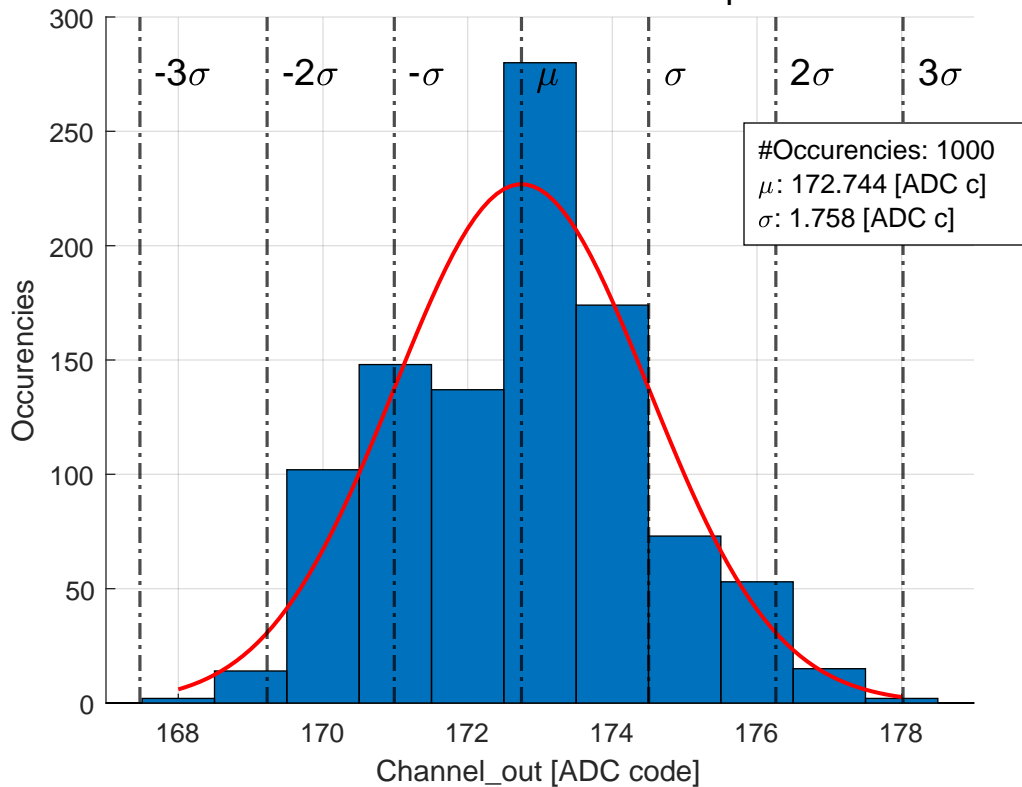 300
250
200
150
100
50
0
-3σ -2σ -σ μ σ 2σ 3σ
#Occurencies: 1000
μ: 172.744 [ADC c]
σ: 1.758 [ADC c]
Occurencies
168 170 172 174 176 178
Channel_out [ADC code]